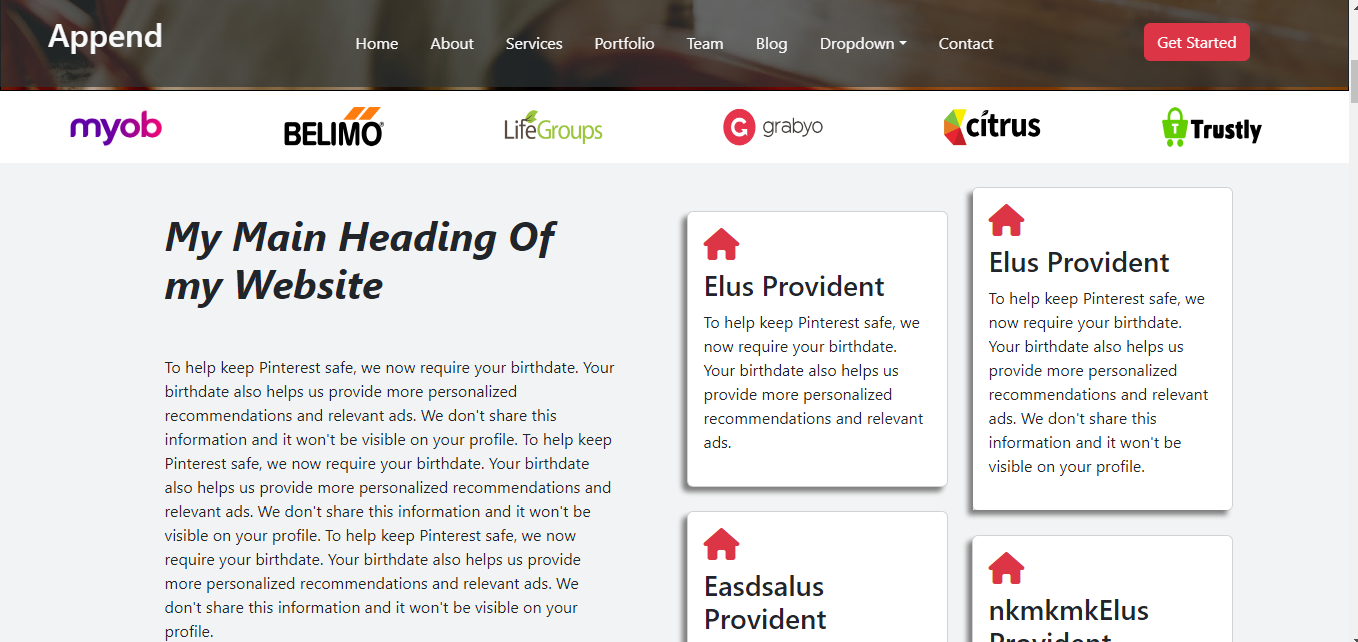 Append
Home About Services Portfolio Team Blog Dropdown Contact
Get Started
myob
BELIMO
LifeGroups
G grabyo
citrus
T Trustly
My Main Heading Of
my Website
To help keep Pinterest safe, we now require your birthdate. Your
birthdate also helps us provide more personalized
recommendations and relevant ads. We don't share this
information and it won't be visible on your profile. To help keep
Pinterest safe, we now require your birthdate. Your birthdate
also helps us provide more personalized recommendations and
relevant ads. We don't share this information and it won't be
visible on your profile. To help keep Pinterest safe, we now
require your birthdate. Your birthdate also helps us provide
more personalized recommendations and relevant ads. We
don't share this information and it won't be visible on your
profile.
Elus Provident
To help keep Pinterest safe, we
now require your birthdate.
Your birthdate also helps us
provide more personalized
recommendations and relevant
ads.
Easdsalus
Provident
Elus Provident
To help keep Pinterest safe, we
now require your birthdate.
Your birthdate also helps us
provide more personalized
recommendations and relevant
ads. We don't share this
information and it won't be
visible on your profile.
nkmkmkElus
Provident